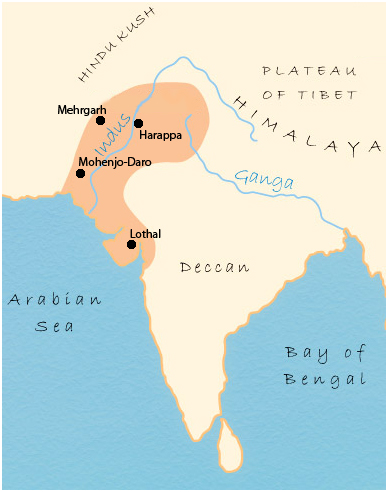 HINDU KUSH
PLATEAU
OF TIBET
HIMALAYA
Mehrgarh
Indus
Harappa
Mohenjo-Daro
Ganga
Lothal
Deccan
Arabian
Sea
Bay of
Bengal